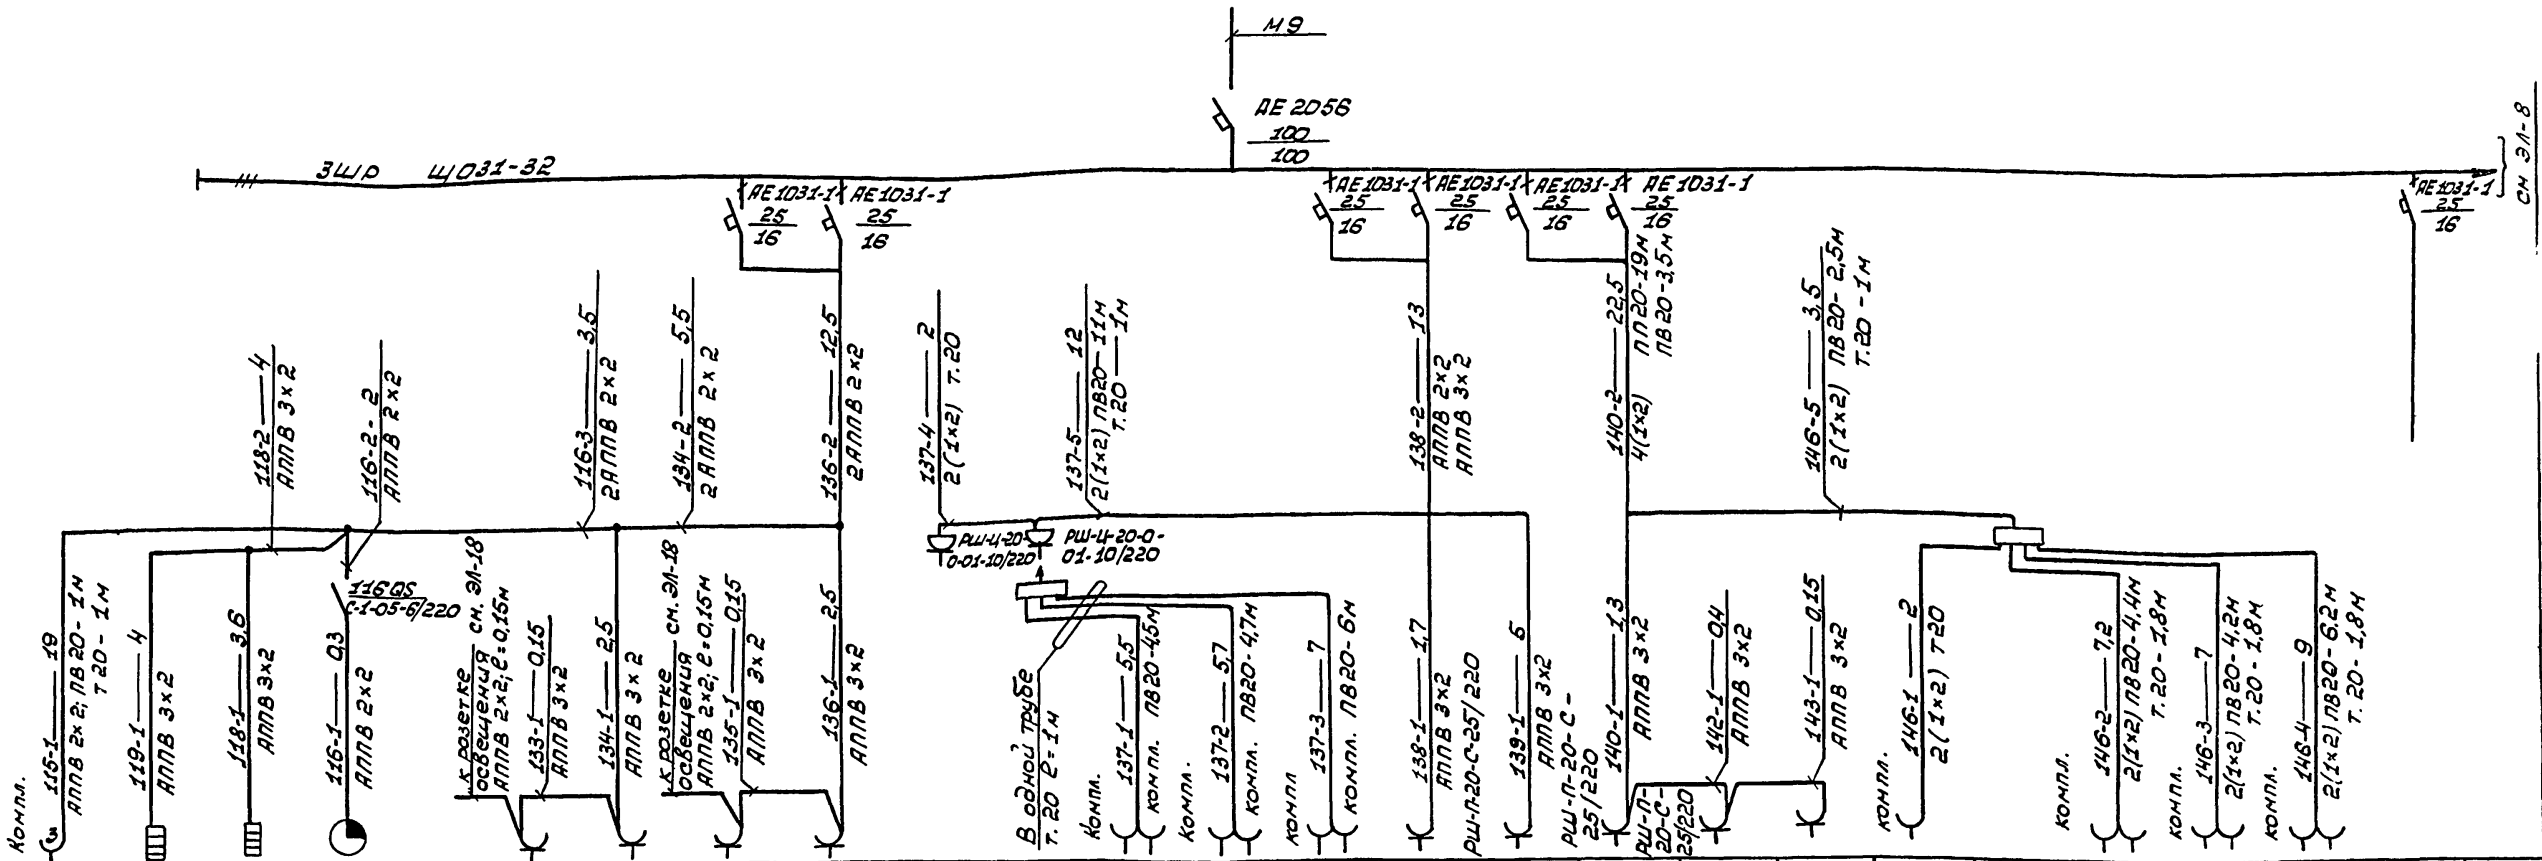 М9
АЕ 2056
100
100
3ШР ЩО31-32
см ЭЛ-8
АЕ1031-1
25
16
АЕ1031-1
25
16
АЕ1031-1
25
16
АЕ1031-1
25
16
АЕ1031-1
25
16
АЕ1031-1
25
16
АЕ1031-1
25
16
118-2 — 4
АППВ 3×2
116-2 - 2
АППВ 2×2
116-3 — 3,5
2АППВ 2×2
134-2 — 5,5
2АППВ 2×2
136-2 — 12,5
2АППВ 2×2
137-4 — 2
2(1×2) т.20
137-5 — 12
2(1×2) ПВ20-11м
т.20 — 1м
138-2 — 13
АППВ 2×2
АППВ 3×2
140-2 — 22,5
4(1×2) ПП20-19м
ПВ20-3,5м
146-5 — 3,5
2(1×2) ПВ20-2,5м
т.20 - 1м
РШ-Ц-20-
0-01-10/220
РШ-Ц-20-0-
01-10/220
116QS
С-1-05-6/220
Компл.
115-1 — 19
АППВ 2×2; ПВ20-1м
т20 - 1м
119-1 — 4
АППВ 3×2
118-1 — 3,6
АППВ 3×2
116-1 — 0,3
АППВ 2×2
к розетке
освещения см. ЭЛ-18
АППВ 2×2; ℓ=0,15м
133-1 — 0,15
АППВ 3×2
134-1 — 2,5
АППВ 3×2
к розетке
освещения см. ЭЛ-18
АППВ 2×2; ℓ=0,15м
135-1 — 0,15
АППВ 3×2
136-1 — 2,5
АППВ 3×2
В одной трубе
т.20 ℓ=1м
Компл.
137-1 — 5,5
компл. ПВ20-4,5м
Компл.
137-2 — 5,7
компл. ПВ20-4,7м
компл
137-3 — 7
компл. ПВ20-6м
138-1 — 1,7
АППВ 3×2
РШ-П-20-С-25/220
139-1 — 6
АППВ 3×2
РШ-П-20-С-
25/220
140-1 — 1,3
АППВ 3×2
РШ-П-
20-С-
25/220
142-1 — 0,4
АППВ 3×2
143-1 — 0,15
АППВ 3×2
компл.
146-1 — 2
2(1×2) т20
компл.
146-2 — 7,2
2(1×2) ПВ20-4,4м
т.20 - 1,8м
компл.
146-3 — 7
2(1×2) ПВ20-4,2м
т.20 - 1,8м
компл.
146-4 — 9
2(1×2) ПВ20-6,2м
т.20 - 1,8м